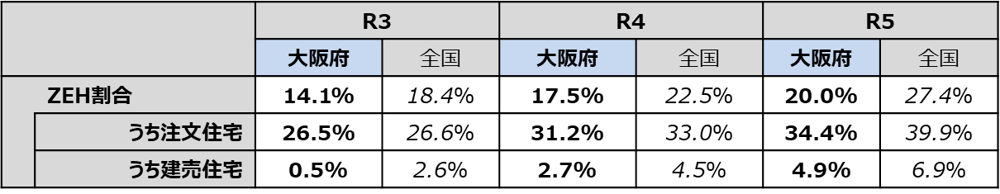 R3 R4 R5
大阪府 全国 大阪府 全国 大阪府 全国
ZEH割合 14.1% 18.4% 17.5% 22.5% 20.0% 27.4%
うち注文住宅 26.5% 26.6% 31.2% 33.0% 34.4% 39.9%
うち建売住宅 0.5% 2.6% 2.7% 4.5% 4.9% 6.9%